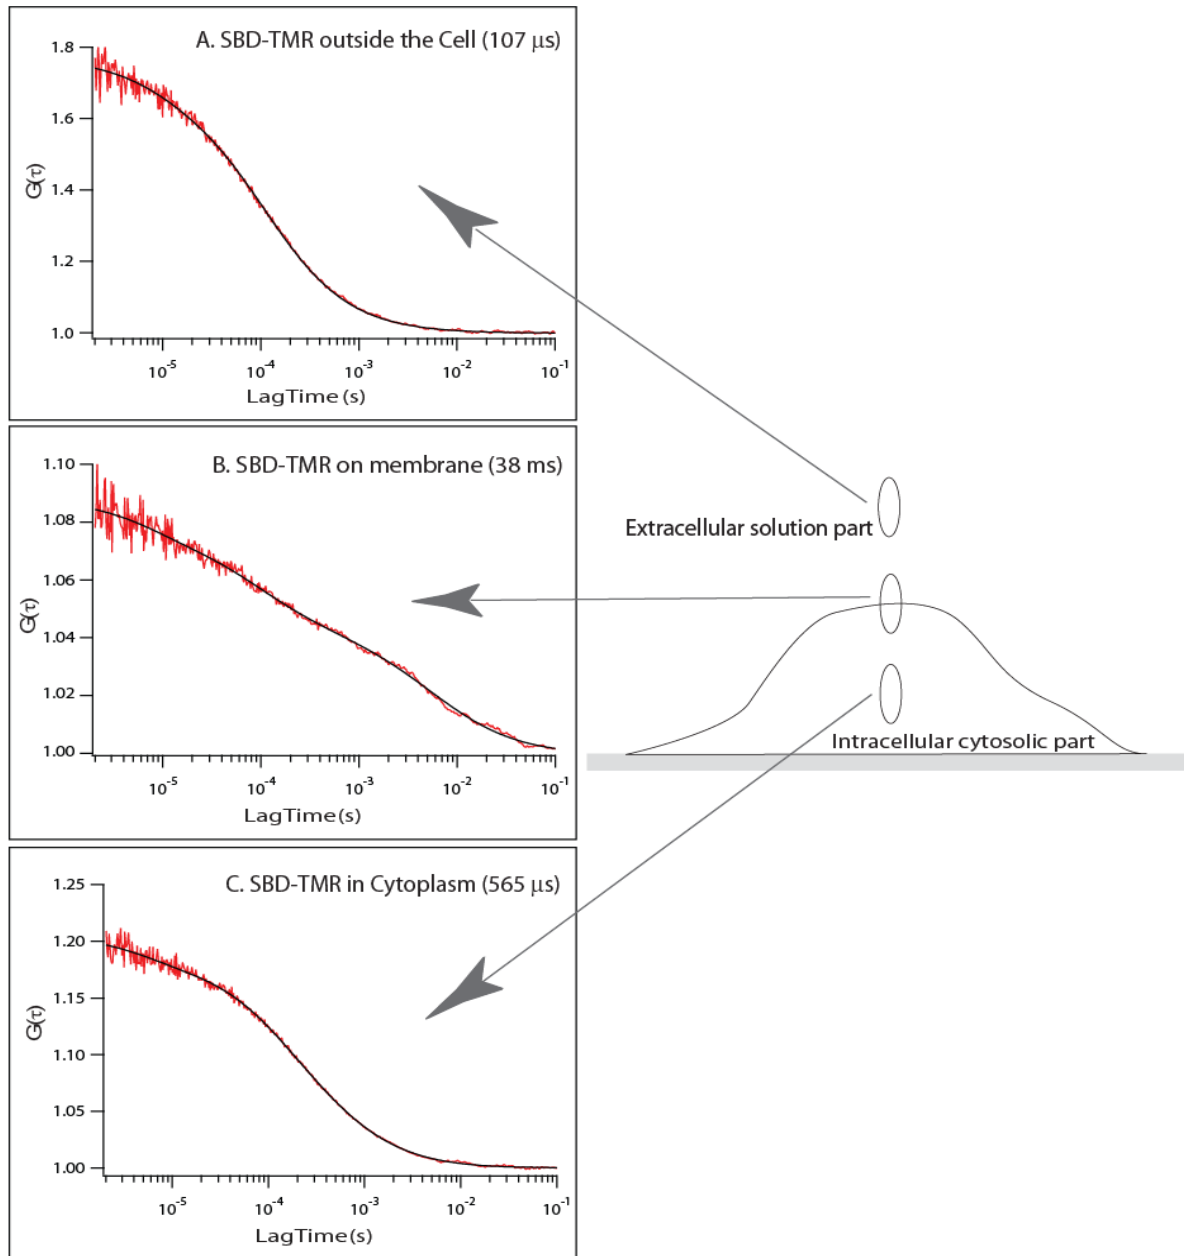 A. SBD-TMR outside the Cell (107 µs)
1.8
1.6
1.4
1.2
1.0
G(τ)
10-5
10-4
10-3
10-2
10-1
LagTime (s)
B. SBD-TMR on membrane (38 ms)
1.10
1.08
1.06
1.04
1.02
1.00
G(τ)
10-5
10-4
10-3
10-2
10-1
LagTime (s)
C. SBD-TMR in Cytoplasm (565 µs)
1.25
1.20
1.15
1.10
1.05
1.00
G(τ)
10-5
10-4
10-3
10-2
10-1
LagTime (s)
Extracellular solution part
Intracellular cytosolic part